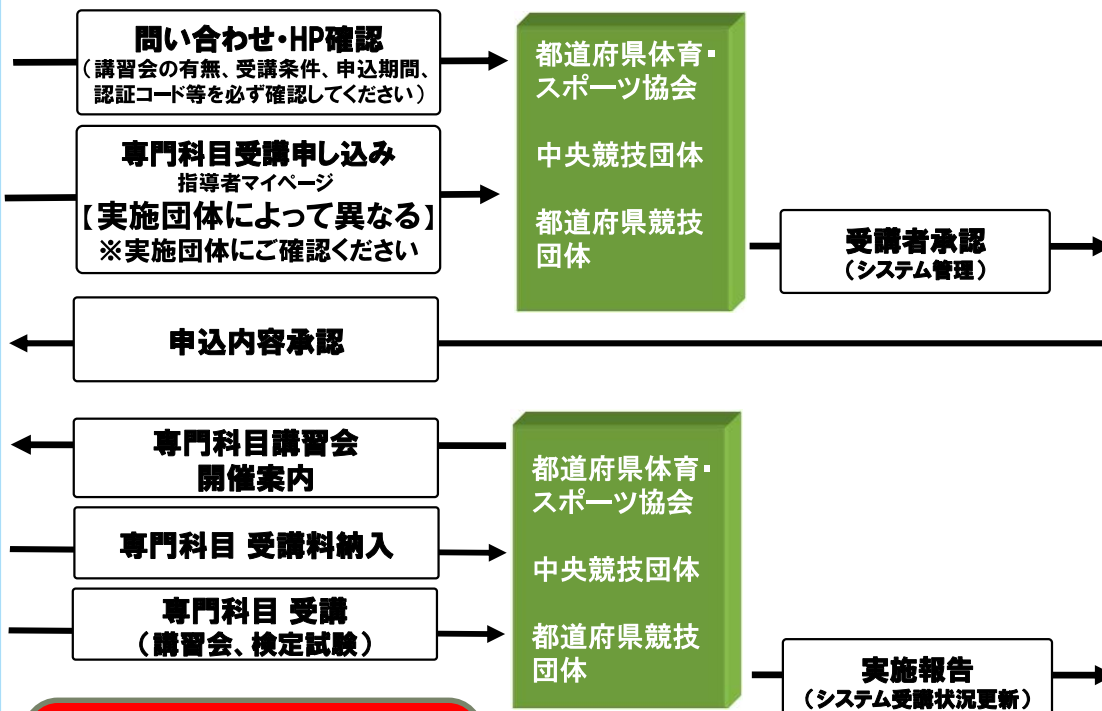 問い合わせ・HP確認
(講習会の有無、受講条件、申込期間、
認証コード等を必ず確認してください)
専門科目受講申し込み
指導者マイページ
【実施団体によって異なる】
※実施団体にご確認ください
都道府県体育・
スポーツ協会
中央競技団体
都道府県競技
団体
受講者承認
(システム管理)
申込内容承認
専門科目講習会
開催案内
専門科目 受講料納入
専門科目 受講
(講習会、検定試験)
都道府県体育・
スポーツ協会
中央競技団体
都道府県競技
団体
実施報告
(システム受講状況更新)